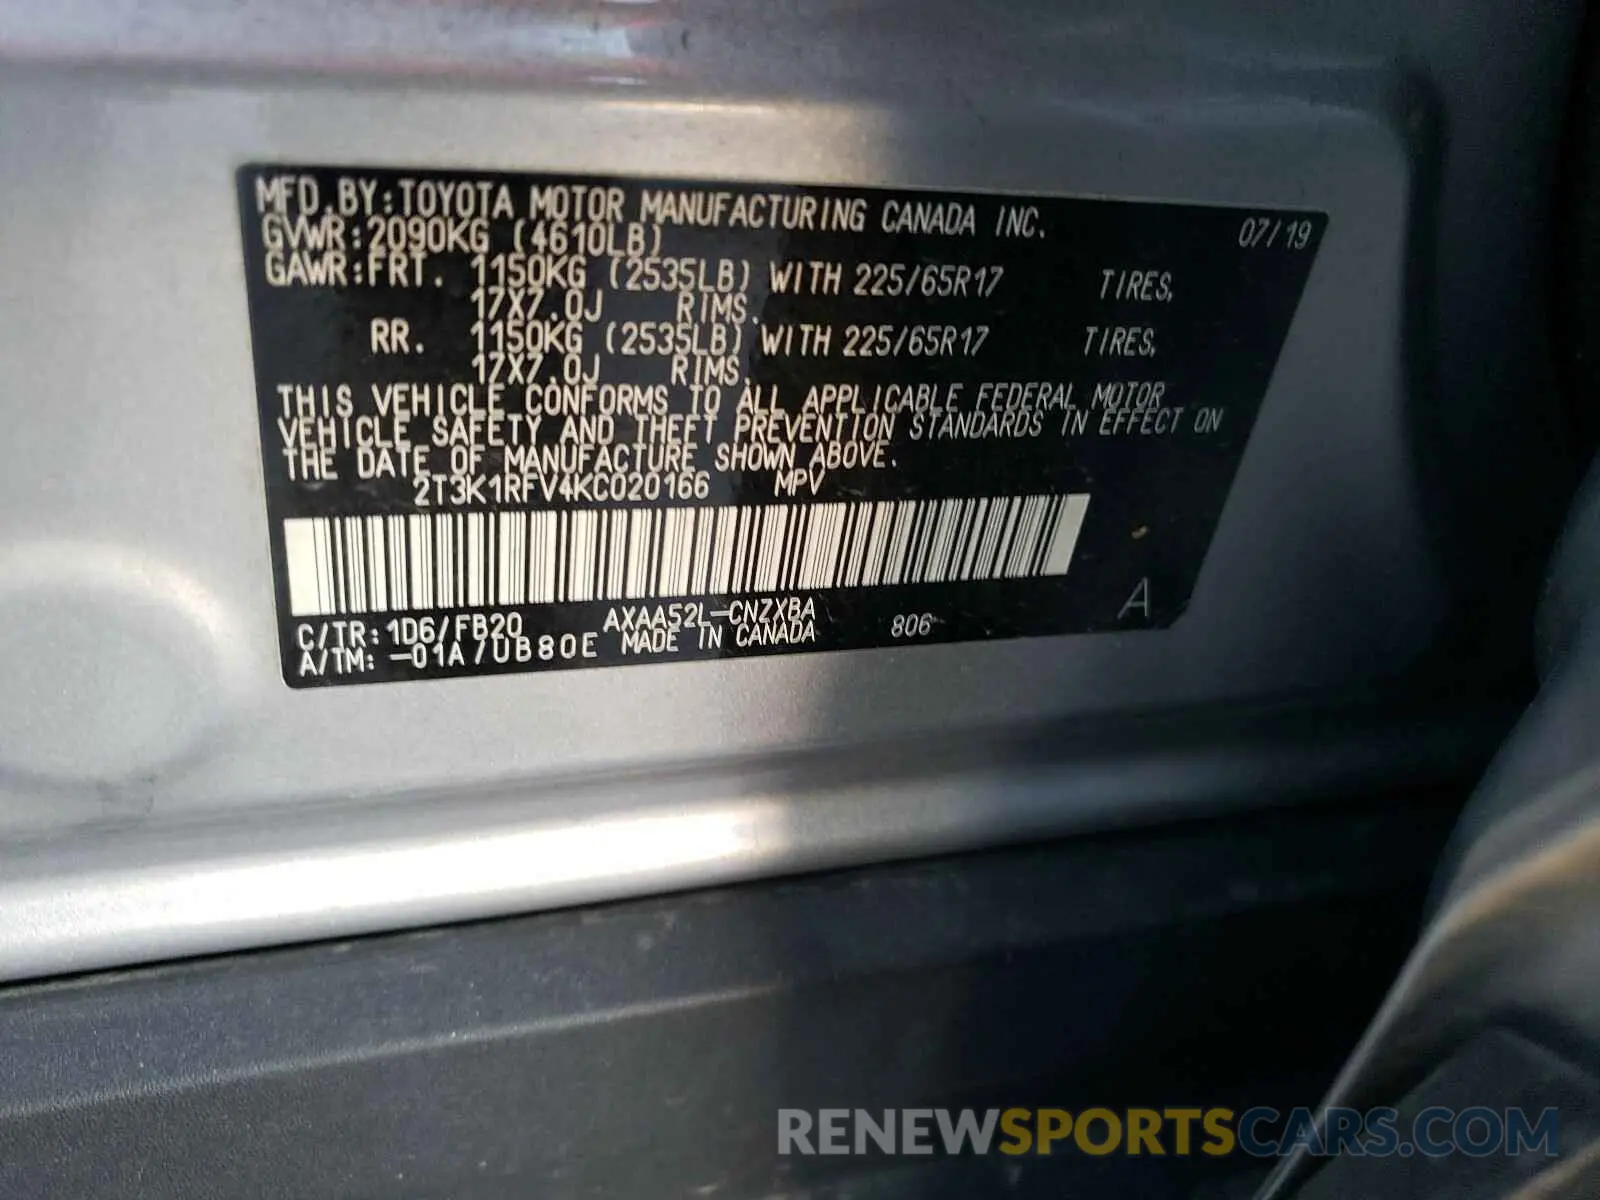 MFD.BY:TOYOTA MOTOR MANUFACTURING CANADA INC. 07/19
GVWR:2090KG (4610LB)
GAWR:FRT. 1150KG (2535LB) WITH 225/65R17 TIRES,
17X7.0J RIMS.
RR. 1150KG (2535LB) WITH 225/65R17 TIRES,
17X7.0J RIMS.
THIS VEHICLE CONFORMS TO ALL APPLICABLE FEDERAL MOTOR
VEHICLE SAFETY AND THEFT PREVENTION STANDARDS IN EFFECT ON
THE DATE OF MANUFACTURE SHOWN ABOVE.
2T3K1RFV4KC020166 MPV
C/TR:1D6/FB20 AXAA52L-CNZXBA 806 A
A/TM:-01A/UB80E MADE IN CANADA
RENEWSPORTSCARS.COM